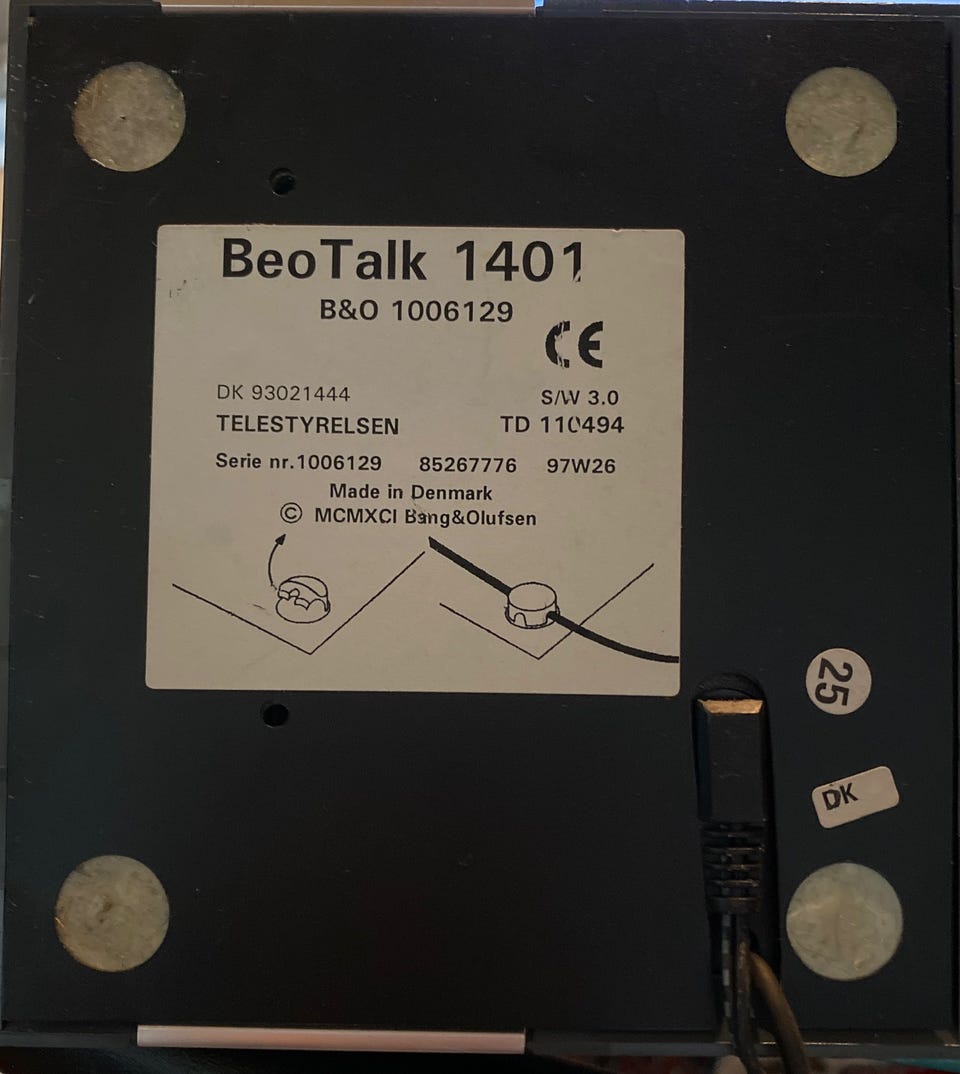 BeoTalk 1401
B&O 1006129
CE
DK 93021444 S/W 3.0
TELESTYRELSEN TD 110494
Serie nr.1006129 85267776 97W26
Made in Denmark
© MCMXCI Bang&Olufsen
25
DK